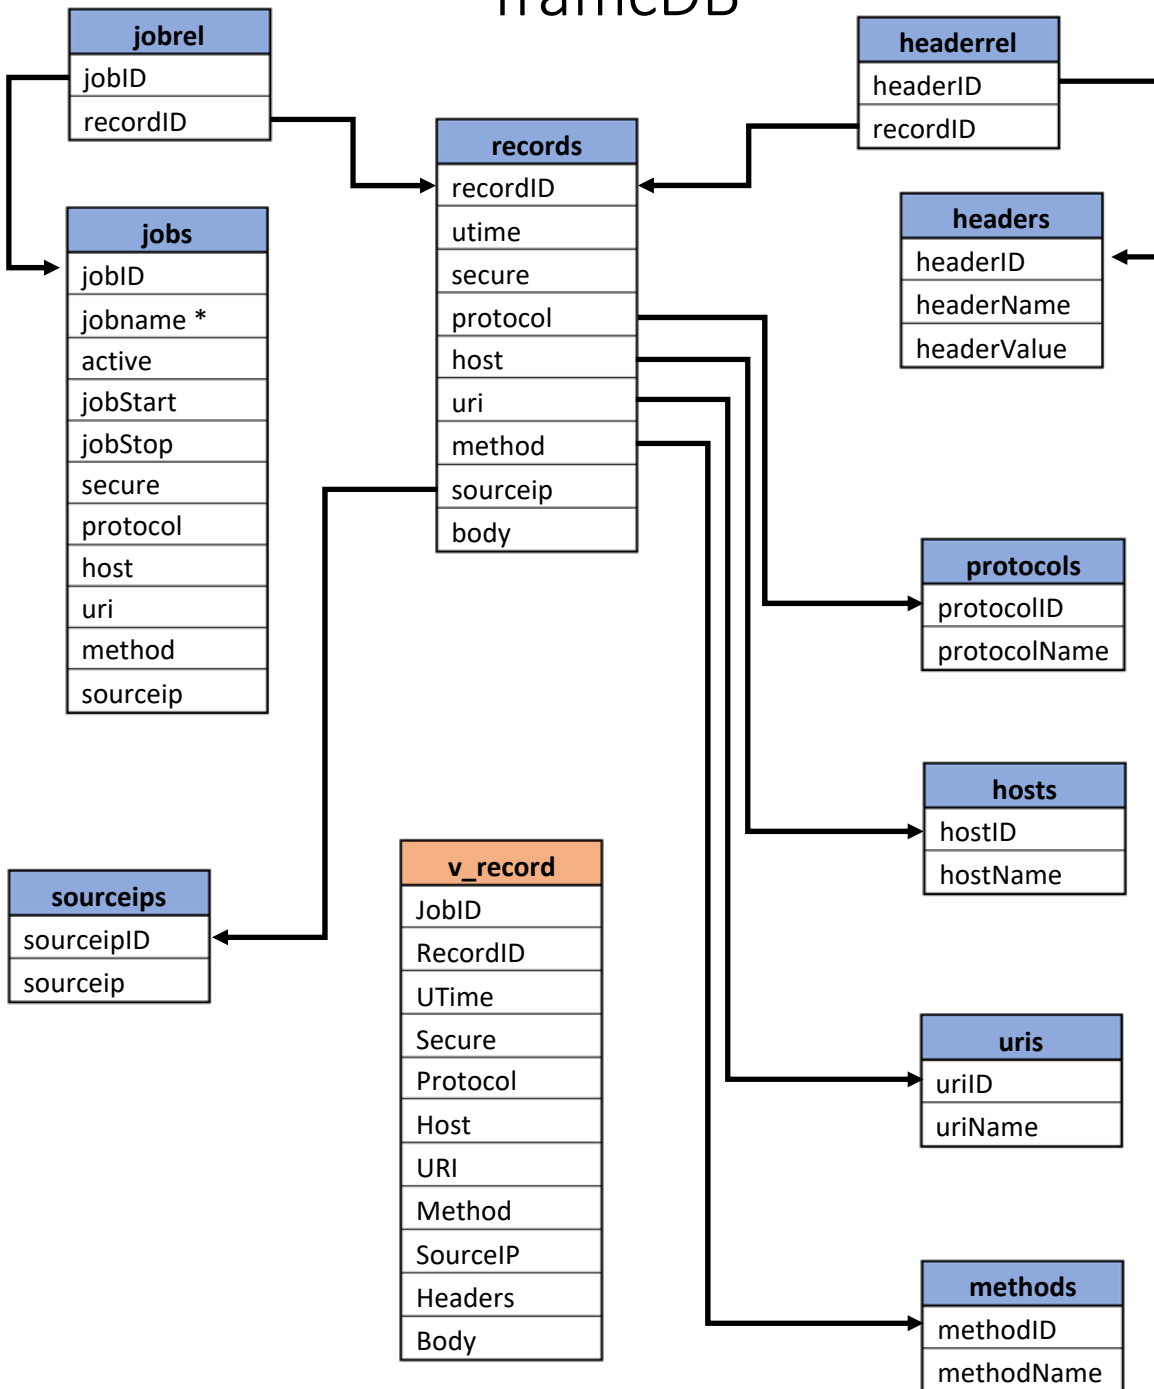 TrafficDB
jobrel
jobID
recordID
headerrel
headerID
recordID
records
recordID
utime
secure
protocol
host
uri
method
sourceip
body
jobs
jobID
jobname *
active
jobStart
jobStop
secure
protocol
host
uri
method
sourceip
headers
headerID
headerName
headerValue
protocols
protocolID
protocolName
hosts
hostID
hostName
v_record
JobID
RecordID
UTime
Secure
Protocol
Host
URI
Method
SourceIP
Headers
Body
sourceips
sourceipID
sourceip
uris
uriID
uriName
methods
methodID
methodName